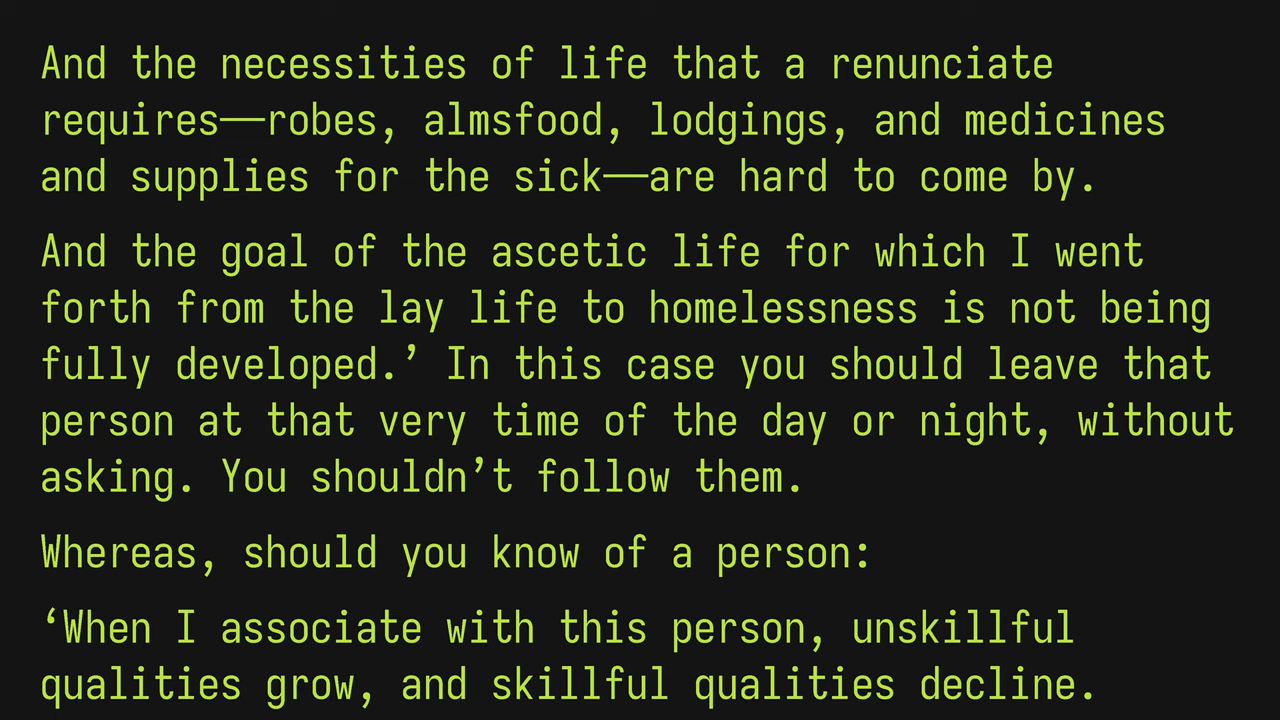 And the necessities of life that a renunciate
requires——robes, almsfood, lodgings, and medicines
and supplies for the sick——are hard to come by.
And the goal of the ascetic life for which I went
forth from the lay life to homelessness is not being
fully developed.’ In this case you should leave that
person at that very time of the day or night, without
asking. You shouldn’t follow them.
Whereas, should you know of a person:
‘When I associate with this person, unskillful
qualities grow, and skillful qualities decline.